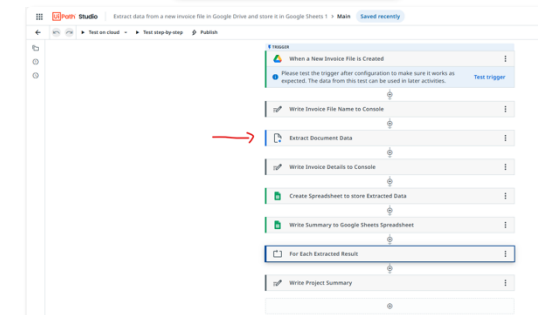 UiPath Studio Extract data from a new invoice file in Google Drive and store it in Google Sheets 1 > Main Saved recently
Test on cloud Test step-by-step Publish
TRIGGER
When a New Invoice File is Created
Please test the trigger after configuration to make sure it works as
expected. The data from this test can be used in later activities.
Test trigger
Write Invoice File Name to Console
Extract Document Data
Write Invoice Details to Console
Create Spreadsheet to store Extracted Data
Write Summary to Google Sheets Spreadsheet
For Each Extracted Result
Write Project Summary